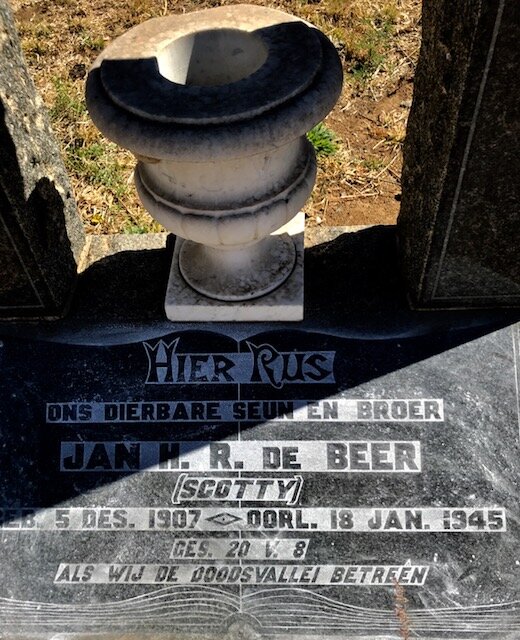 HIER RUS
ONS DIERBARE SEUN EN BROER
JAN H. R. DE BEER
(SCOTTY)
GEB. 5 DES. 1907 OORL. 18 JAN. 1945
GES. 20 V. 8
ALS WIJ DE DOODSVALLEI BETREEN